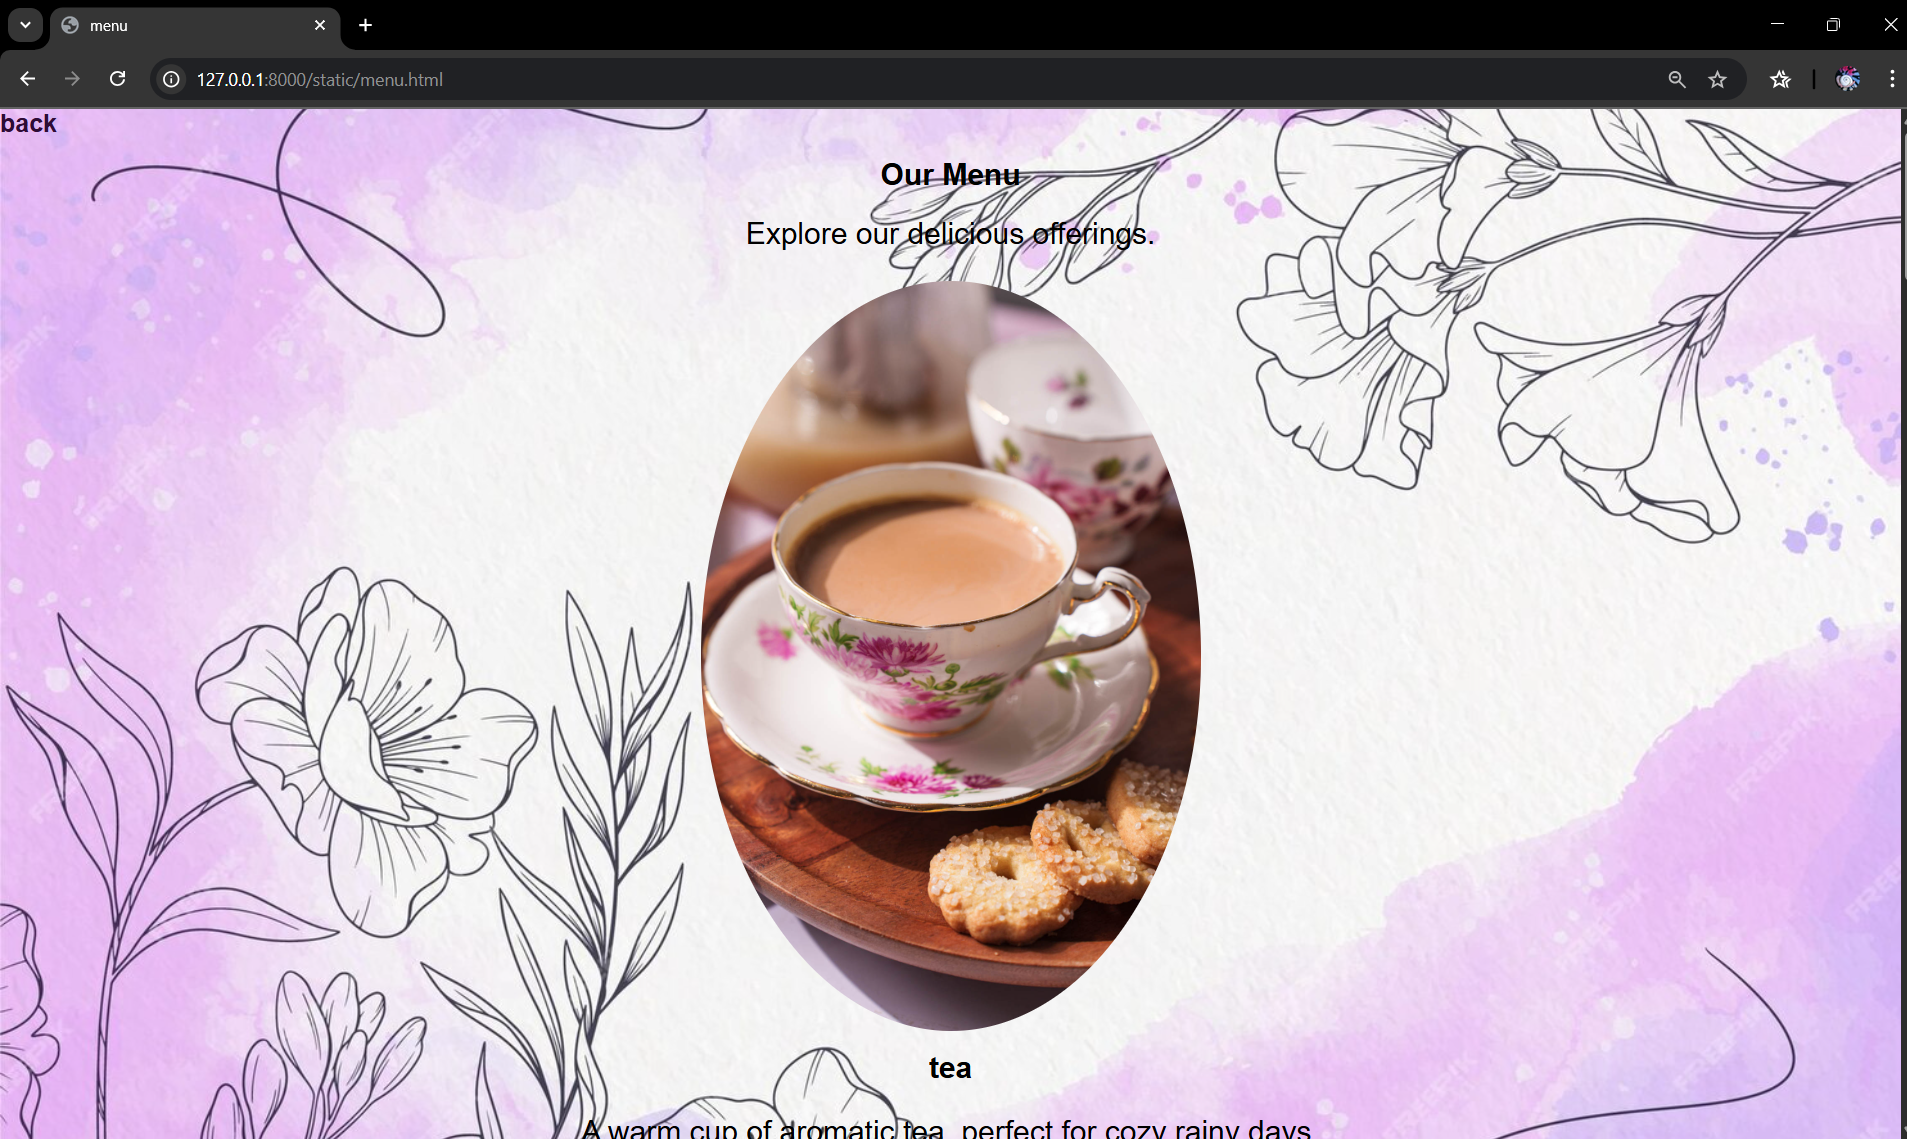 menu
127.0.0.1:8000/static/menu.html
back
Our Menu
Explore our delicious offerings.
tea
A warm cup of aromatic tea, perfect for cozy rainy days
FREEPIK